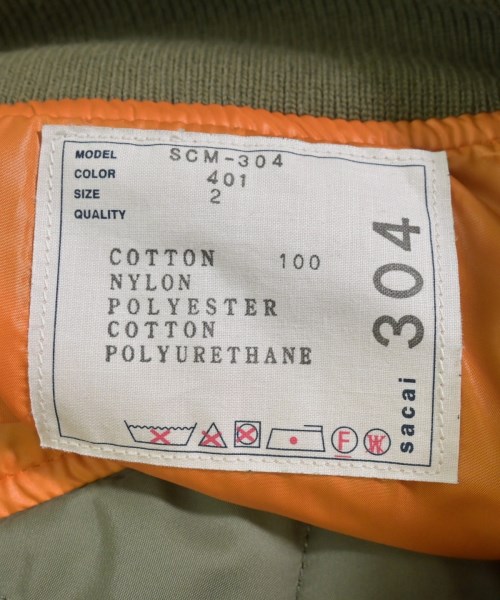 MODEL SCM-304
COLOR 401
SIZE 2
QUALITY
COTTON 100
NYLON
POLYESTER
COTTON
POLYURETHANE
F
W
sacai 304